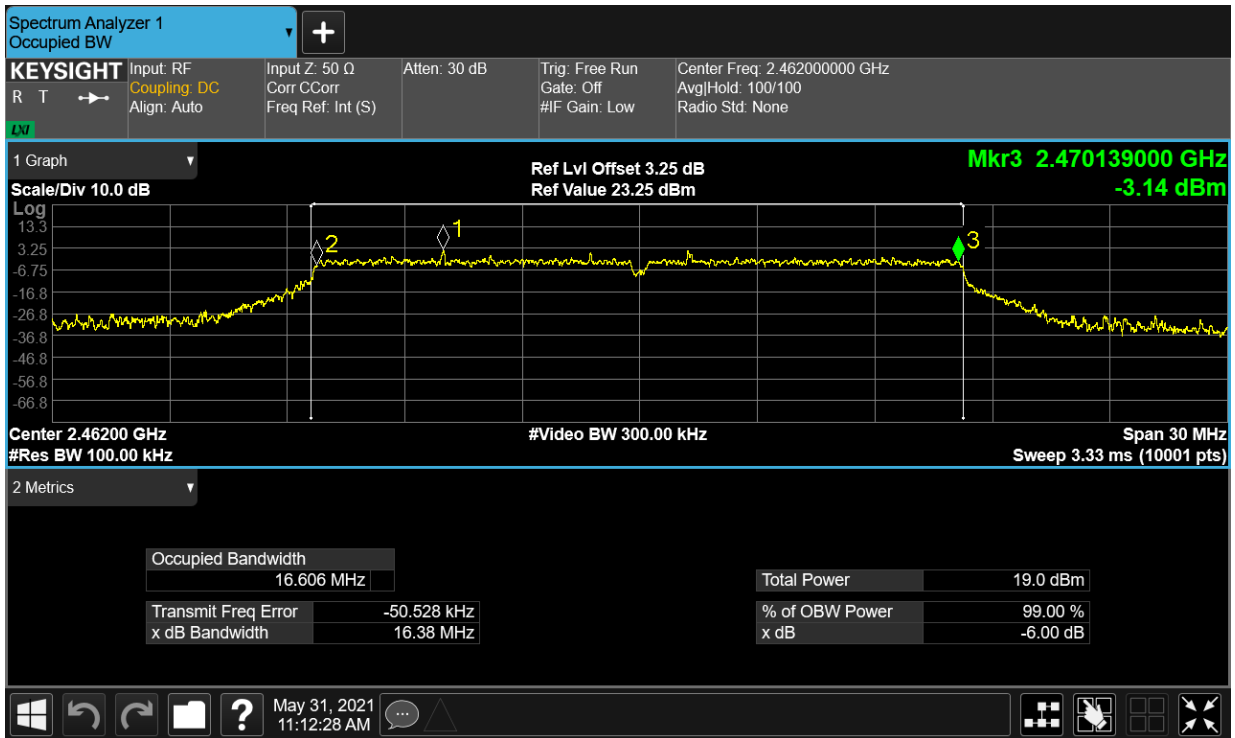 Spectrum Analyzer 1
Occupied BW
KEYSIGHT
R T
LXI
Input: RF
Coupling: DC
Align: Auto
Input Z: 50 Ω
Corr CCorr
Freq Ref: Int (S)
Atten: 30 dB
Trig: Free Run
Gate: Off
#IF Gain: Low
Center Freq: 2.462000000 GHz
Avg|Hold: 100/100
Radio Std: None
1 Graph
Scale/Div 10.0 dB
Ref Lvl Offset 3.25 dB
Ref Value 23.25 dBm
Mkr3 2.470139000 GHz
-3.14 dBm
Log
13.3
3.25
-6.75
-16.8
-26.8
-36.8
-46.8
-56.8
-66.8
2
1
3
Center 2.46200 GHz
#Video BW 300.00 kHz
Span 30 MHz
#Res BW 100.00 kHz
Sweep 3.33 ms (10001 pts)
2 Metrics
Occupied Bandwidth
16.606 MHz
Total Power 19.0 dBm
Transmit Freq Error -50.528 kHz
% of OBW Power 99.00 %
x dB Bandwidth 16.38 MHz
x dB -6.00 dB
?
May 31, 2021
11:12:28 AM